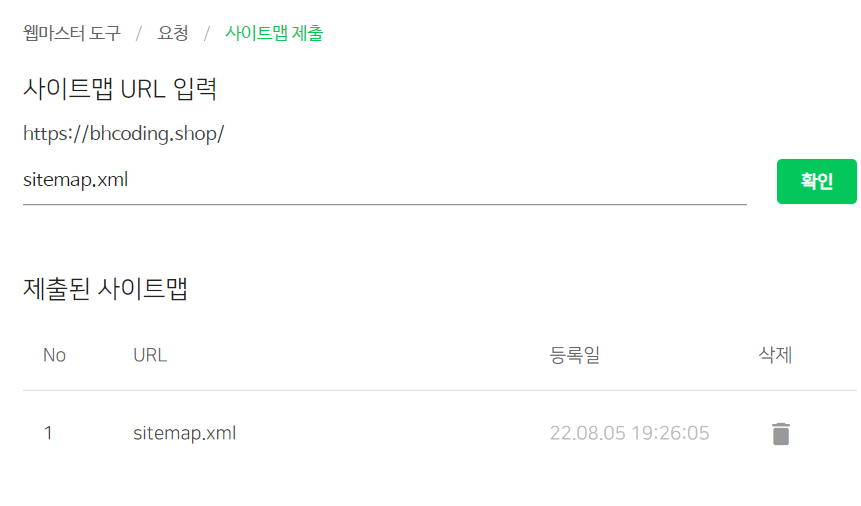 웹마스터 도구 / 요청 / 사이트맵 제출
사이트맵 URL 입력
https://bhcoding.shop/
sitemap.xml
확인
제출된 사이트맵
No URL 등록일 삭제
1 sitemap.xml 22.08.05 19:26:05